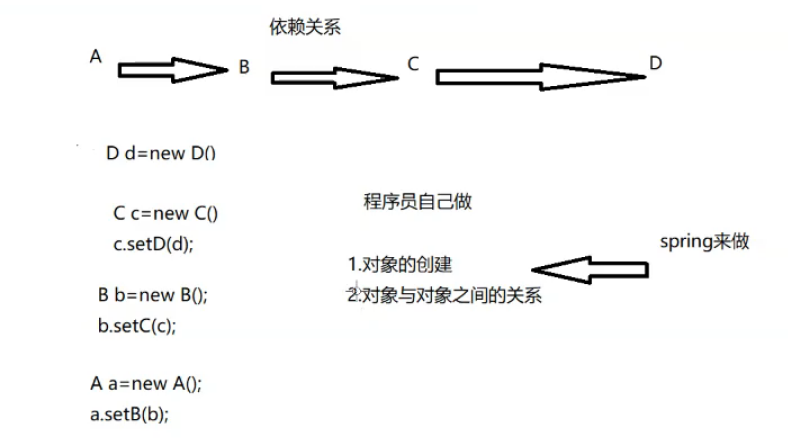 依赖关系
A
B
C
D
D d=new D()
C c=new C()
c.setD(d);
B b=new B();
b.setC(c);
A a=new A();
a.setB(b);
程序员自己做
1.对象的创建
2.对象与对象之间的关系
spring来做